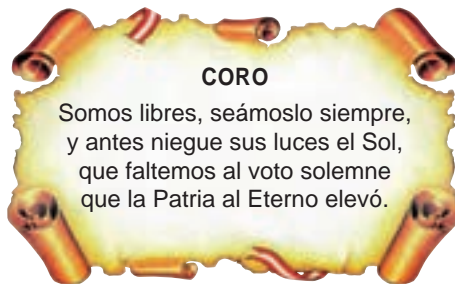 CORO
Somos libres, seámoslo siempre,
y antes niegue sus luces el Sol,
que faltemos al voto solemne
que la Patria al Eterno elevó.